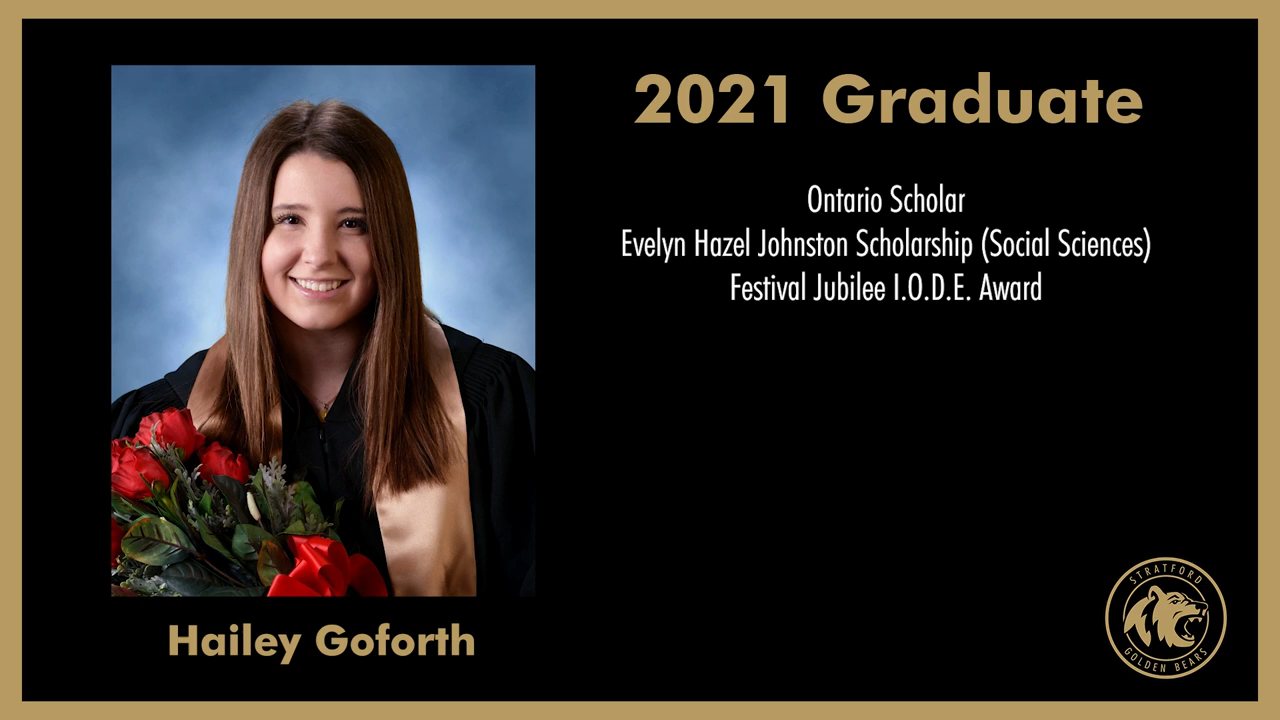 2021 Graduate
Ontario Scholar
Evelyn Hazel Johnston Scholarship (Social Sciences)
Festival Jubilee I.O.D.E. Award
Hailey Goforth
STRATFORD
GOLDEN BEARS